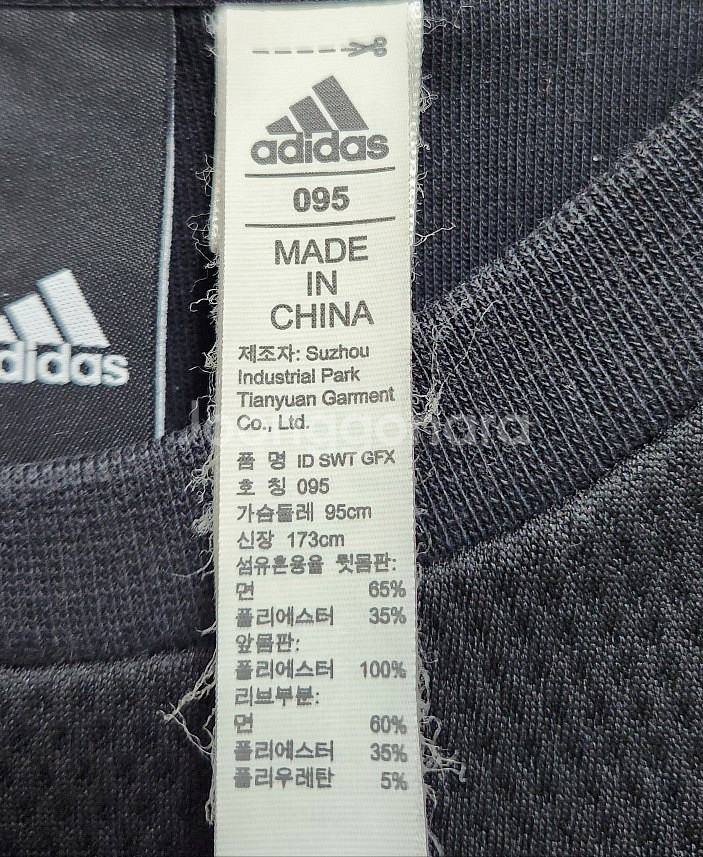 adidas
095
MADE
IN
CHINA
adidas
제조자: Suzhou
Industrial Park
Tianyuan Garment
Co., Ltd.
품 명 ID SWT GFX
호 칭 095
가슴둘레 95cm
신장 173cm
섬유혼용율 뒷몸판:
면 65%
폴리에스터 35%
앞몸판:
폴리에스터 100%
리브부분:
면 60%
폴리에스터 35%
폴리우레탄 5%